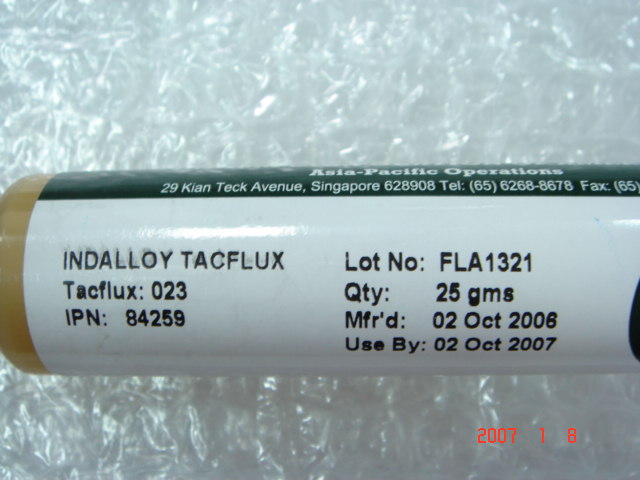 Asia-Pacific Operations
29 Kian Teck Avenue, Singapore 628908 Tel: (65) 6268-8678 Fax: (65)
INDALLOY TACFLUX
Tacflux: 023
IPN: 84259
Lot No: FLA1321
Qty: 25 gms
Mfr'd: 02 Oct 2006
Use By: 02 Oct 2007
2007 1 8